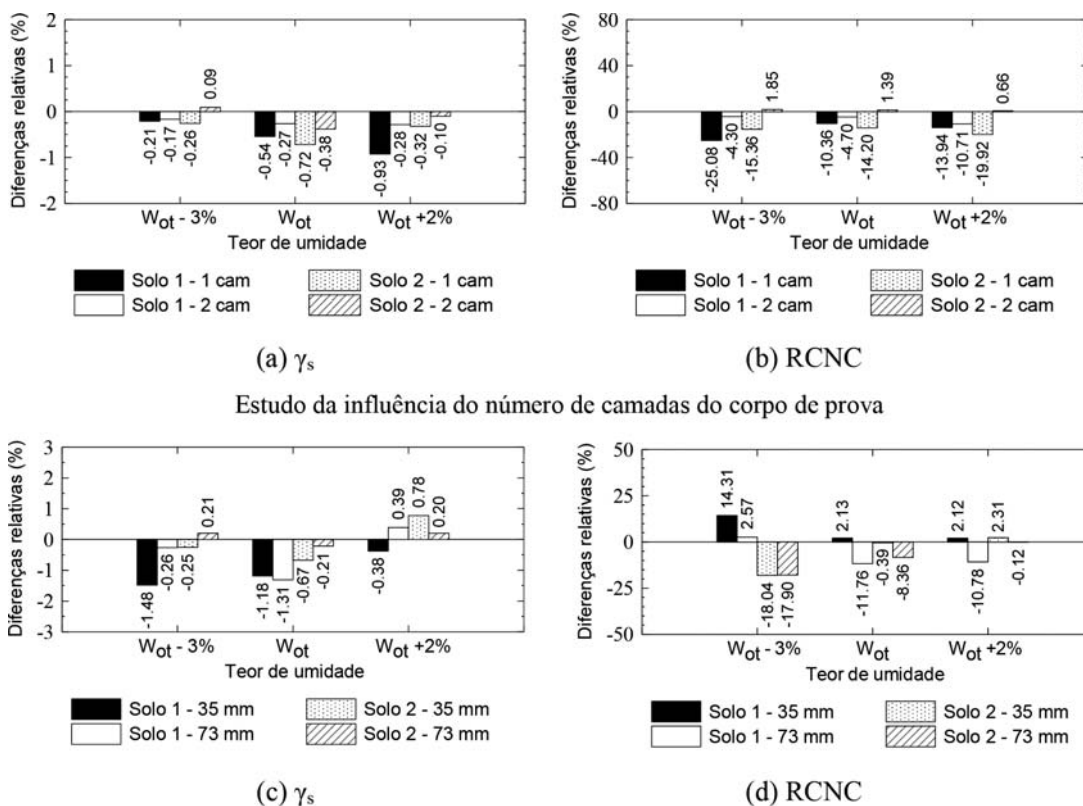 Diferenças relativas (%)
2
1
0
-1
-2
-0.21
-0.17
-0.26
0.09
-0.54
-0.27
-0.72
-0.38
-0.93
-0.28
-0.32
-0.10
Wot - 3%
Wot
Wot +2%
Teor de umidade
Solo 1 - 1 cam
Solo 2 - 1 cam
Solo 1 - 2 cam
Solo 2 - 2 cam
(a) γs
Diferenças relativas (%)
80
40
0
-40
-80
-25.08
-4.30
-15.36
1.85
-10.36
-4.70
-14.20
1.39
-13.94
-10.71
-19.92
0.66
Wot - 3%
Wot
Wot +2%
Teor de umidade
Solo 1 - 1 cam
Solo 2 - 1 cam
Solo 1 - 2 cam
Solo 2 - 2 cam
(b) RCNC
Estudo da influência do número de camadas do corpo de prova
Diferenças relativas (%)
3
2
1
0
-1
-2
-3
-1.48
-0.26
-0.25
0.21
-1.18
-1.31
-0.67
-0.21
-0.38
0.39
0.78
0.20
Wot - 3%
Wot
Wot +2%
Teor de umidade
Solo 1 - 35 mm
Solo 2 - 35 mm
Solo 1 - 73 mm
Solo 2 - 73 mm
(c) γs
Diferenças relativas (%)
50
25
0
-25
-50
14.31
2.57
-18.04
-17.90
2.13
-11.76
-0.39
-8.36
2.12
-10.78
2.31
-0.12
Wot - 3%
Wot
Wot +2%
Teor de umidade
Solo 1 - 35 mm
Solo 2 - 35 mm
Solo 1 - 73 mm
Solo 2 - 73 mm
(d) RCNC